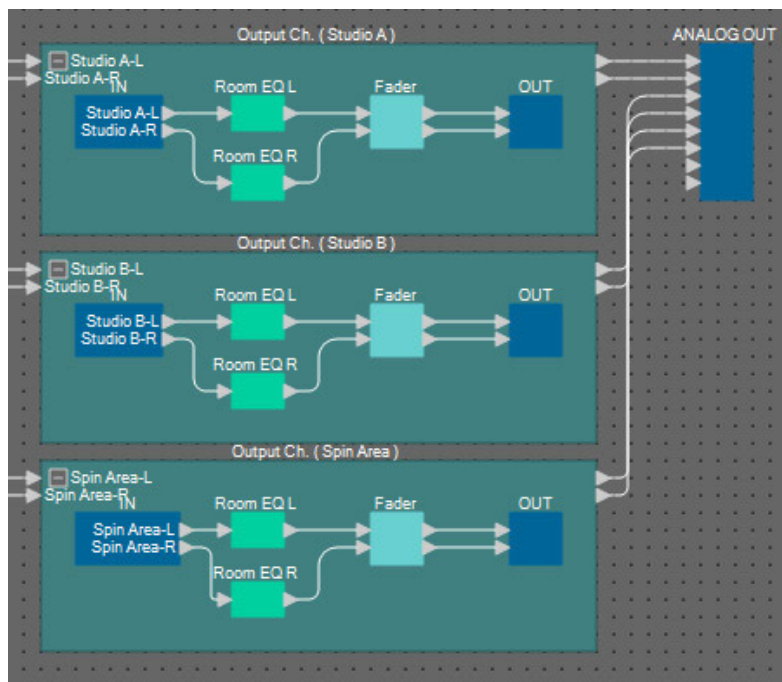 Output Ch. ( Studio A )
ANALOG OUT
Studio A-L
Studio A-R
IN
Room EQ L
Fader
OUT
Studio A-L
Studio A-R
Room EQ R
Output Ch. ( Studio B )
Studio B-L
Studio B-R
IN
Room EQ L
Fader
OUT
Studio B-L
Studio B-R
Room EQ R
Output Ch. ( Spin Area )
Spin Area-L
Spin Area-R
IN
Room EQ L
Fader
OUT
Spin Area-L
Spin Area-R
Room EQ R